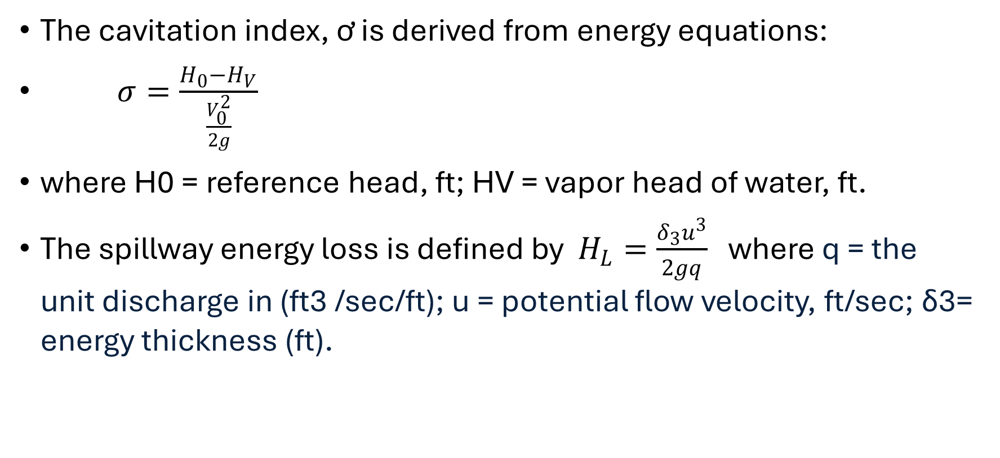 • The cavitation index, σ is derived from energy equations:
• $\sigma = \frac{H_0 - H_V}{\frac{V_0^2}{2g}}$
• where H0 = reference head, ft; HV = vapor head of water, ft.
• The spillway energy loss is defined by $H_L = \frac{\delta_3 u^3}{2gq}$ where q = the
unit discharge in (ft3 /sec/ft); u = potential flow velocity, ft/sec; δ3=
energy thickness (ft).